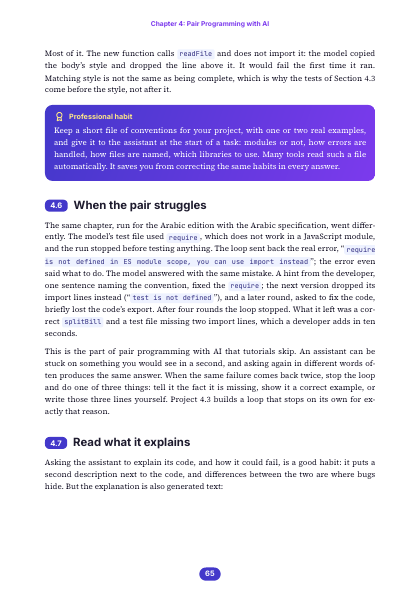 Chapter 4: Pair Programming with AI
Most of it. The new function calls readFile and does not import it: the model copied
the body's style and dropped the line above it. It would fail the first time it ran.
Matching style is not the same as being complete, which is why the tests of Section 4.3
come before the style, not after it.
Professional habit
Keep a short file of conventions for your project, with one or two real examples,
and give it to the assistant at the start of a task: modules or not, how errors are
handled, how files are named, which libraries to use. Many tools read such a file
automatically. It saves you from correcting the same habits in every answer.
4.6 When the pair struggles
The same chapter, run for the Arabic edition with the Arabic specification, went differ-
ently. The model's test file used require, which does not work in a JavaScript module,
and the run stopped before testing anything. The loop sent back the real error, "require
is not defined in ES module scope, you can use import instead"; the error even
said what to do. The model answered with the same mistake. A hint from the developer,
one sentence naming the convention, fixed the require; the next version dropped its
import lines instead ("test is not defined"), and a later round, asked to fix the code,
briefly lost the code's export. After four rounds the loop stopped. What it left was a cor-
rect splitBill and a test file missing two import lines, which a developer adds in ten
seconds.
This is the part of pair programming with AI that tutorials skip. An assistant can be
stuck on something you would see in a second, and asking again in different words of-
ten produces the same answer. When the same failure comes back twice, stop the loop
and do one of three things: tell it the fact it is missing, show it a correct example, or
write those three lines yourself. Project 4.3 builds a loop that stops on its own for ex-
actly that reason.
4.7 Read what it explains
Asking the assistant to explain its code, and how it could fail, is a good habit: it puts a
second description next to the code, and differences between the two are where bugs
hide. But the explanation is also generated text:
65